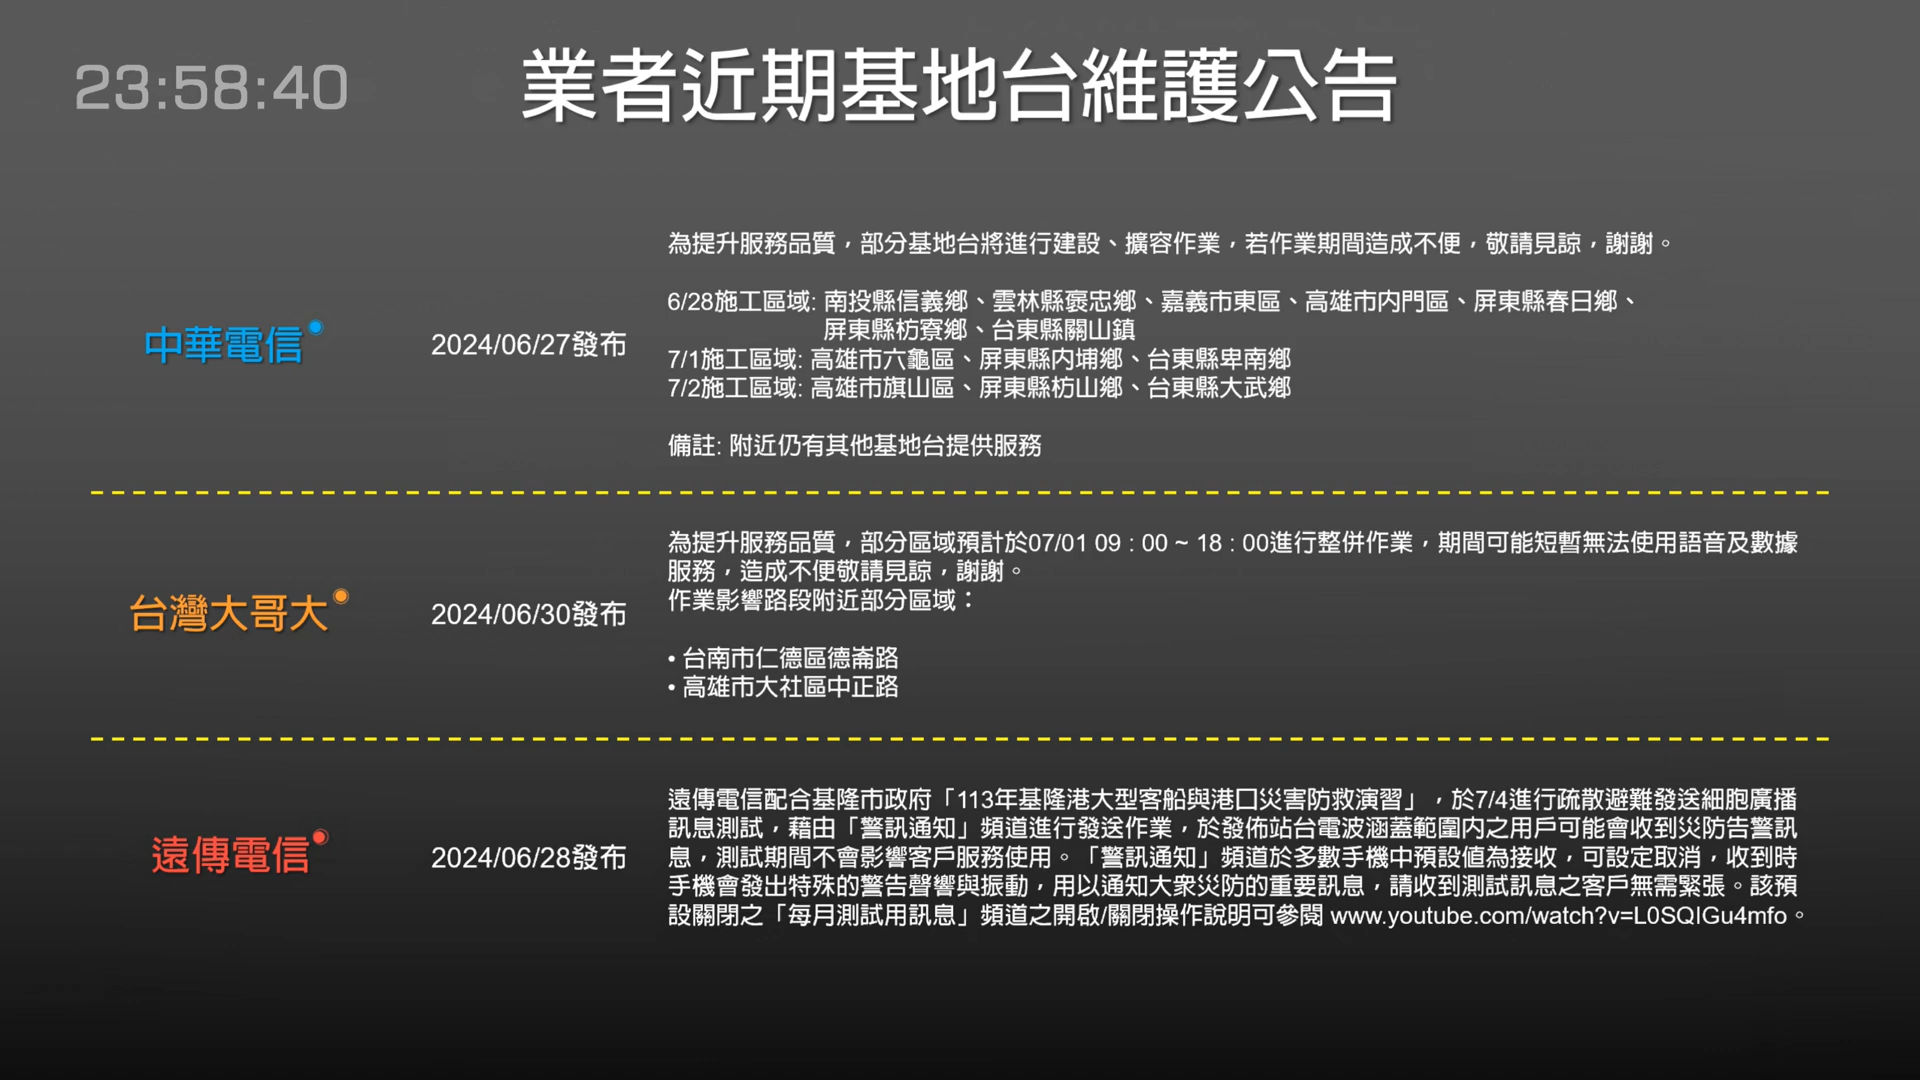 23:58:40
業者近期基地台維護公告
中華電信
2024/06/27發布
為提升服務品質，部分基地台將進行建設、擴容作業，若作業期間造成不便，敬請見諒，謝謝。
6/28施工區域: 南投縣信義鄉、雲林縣褒忠鄉、嘉義市東區、高雄市內門區、屏東縣春日鄉、
屏東縣枋寮鄉、台東縣關山鎮
7/1施工區域: 高雄市六龜區、屏東縣內埔鄉、台東縣卑南鄉
7/2施工區域: 高雄市旗山區、屏東縣枋山鄉、台東縣大武鄉
備註: 附近仍有其他基地台提供服務
台灣大哥大
2024/06/30發布
為提升服務品質，部分區域預計於07/01 09 : 00 ~ 18 : 00進行整併作業，期間可能短暫無法使用語音及數據
服務，造成不便敬請見諒，謝謝。
作業影響路段附近部分區域：
• 台南市仁德區德崙路
• 高雄市大社區中正路
遠傳電信
2024/06/28發布
遠傳電信配合基隆市政府「113年基隆港大型客船與港口災害防救演習」，於7/4進行疏散避難發送細胞廣播
訊息測試，藉由「警訊通知」頻道進行發送作業，於發佈站台電波涵蓋範圍內之用戶可能會收到災防告警訊
息，測試期間不會影響客戶服務使用。「警訊通知」頻道於多數手機中預設值為接收，可設定取消，收到時
手機會發出特殊的警告聲響與振動，用以通知大眾災防的重要訊息，請收到測試訊息之客戶無需緊張。該預
設關閉之「每月測試用訊息」頻道之開啟/關閉操作說明可參閱 www.youtube.com/watch?v=L0SQIGu4mfo。